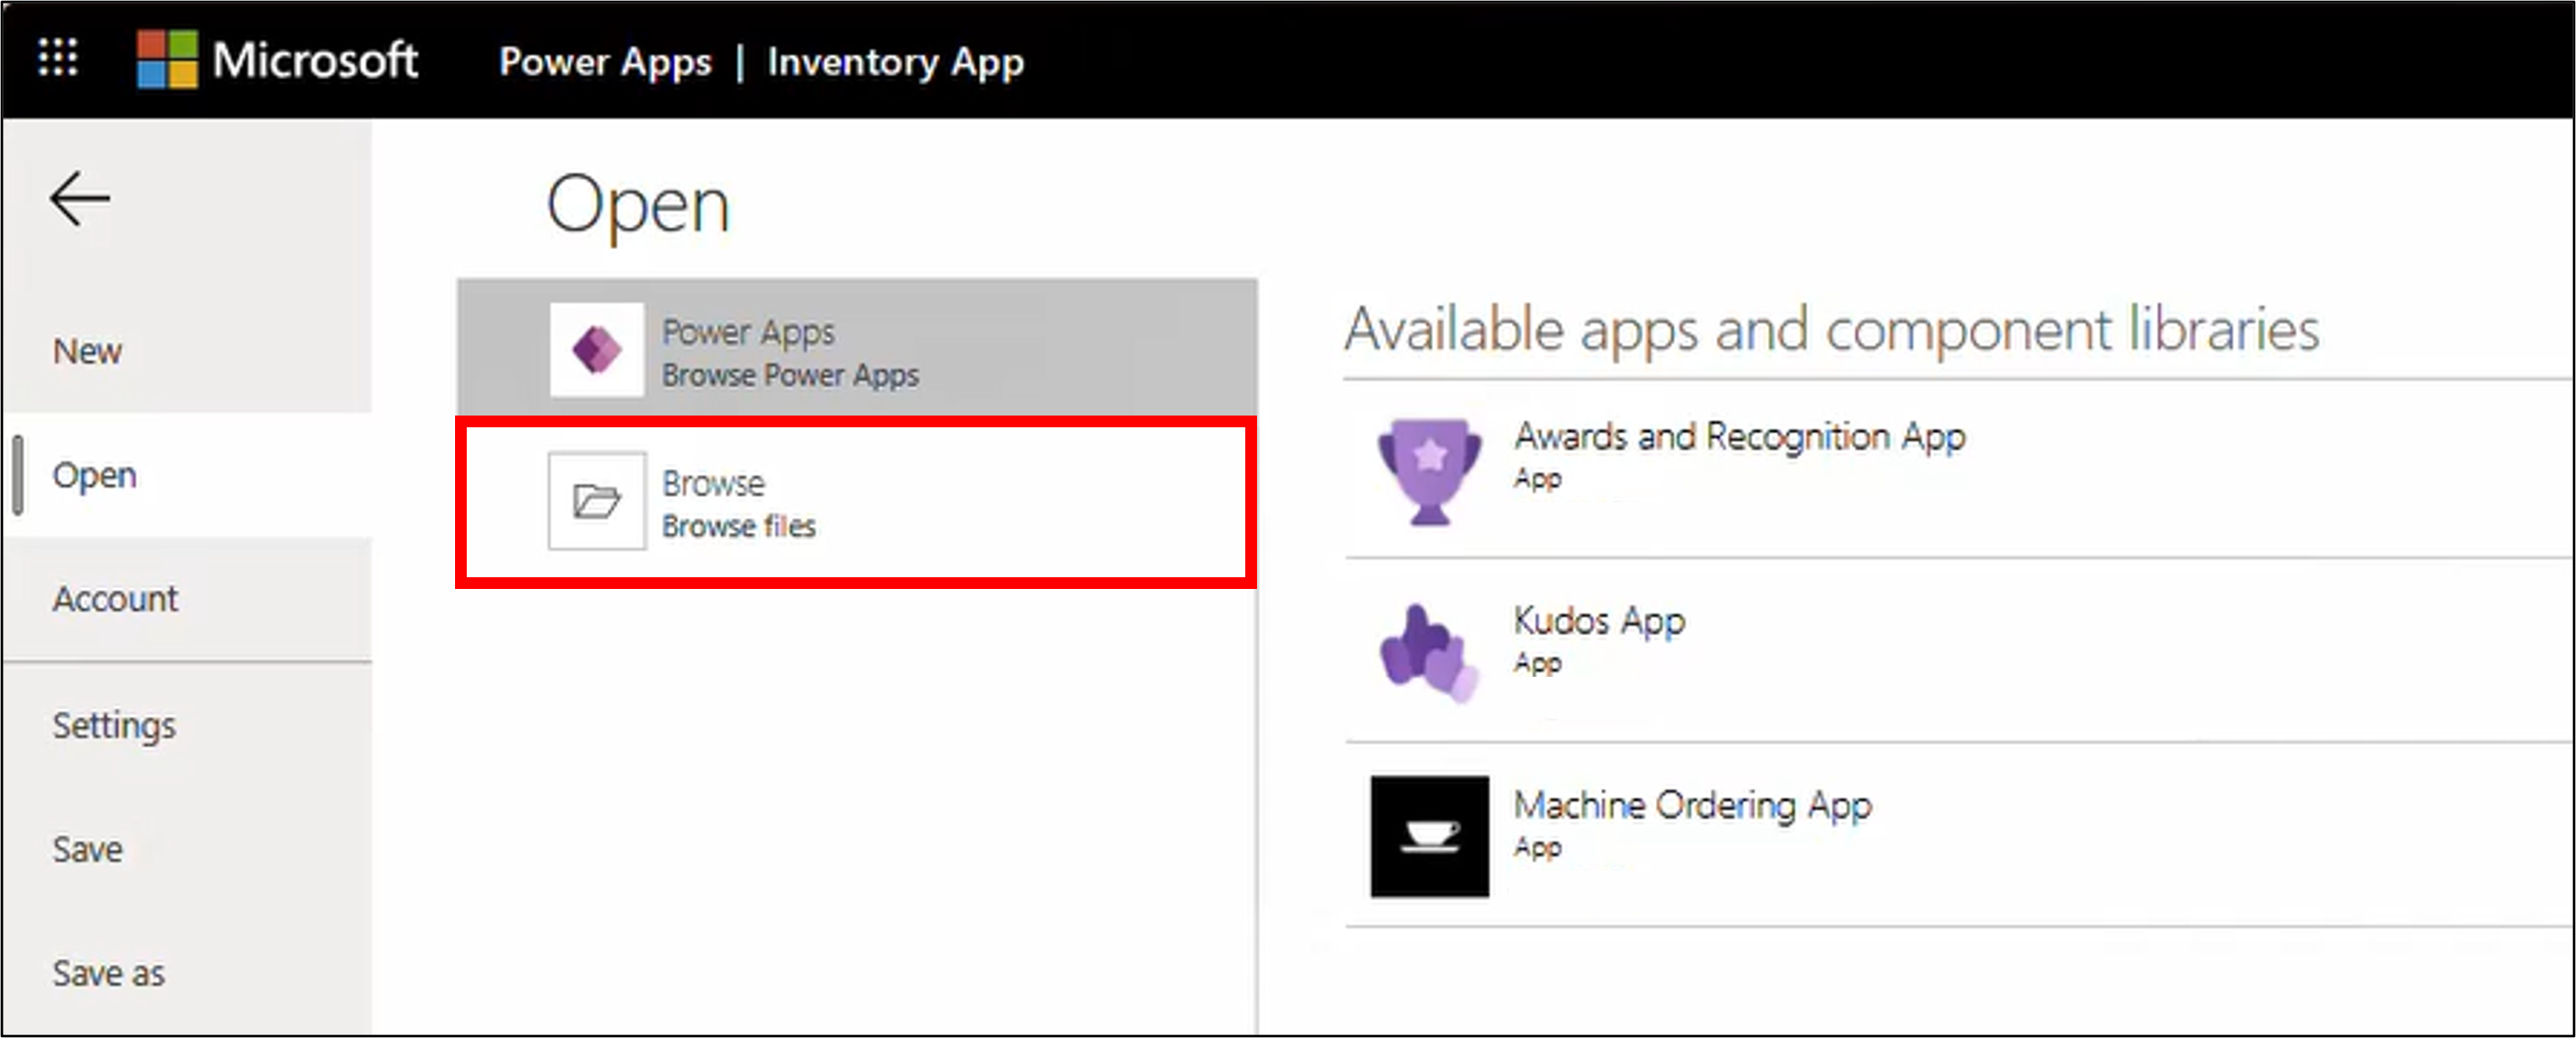 Microsoft
Power Apps | Inventory App
New
Open
Account
Settings
Save
Save as
Open
Power Apps
Browse Power Apps
Browse
Browse files
Available apps and component libraries
Awards and Recognition App
App
Kudos App
App
Machine Ordering App
App